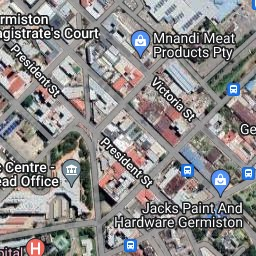 rmiston
agistrate's Court
Mnandi Meat
Products Pty
President St
Victoria St
Ge
c Centre -
ead Office
President St
Jacks Paint And
Hardware Germiston
pital
H